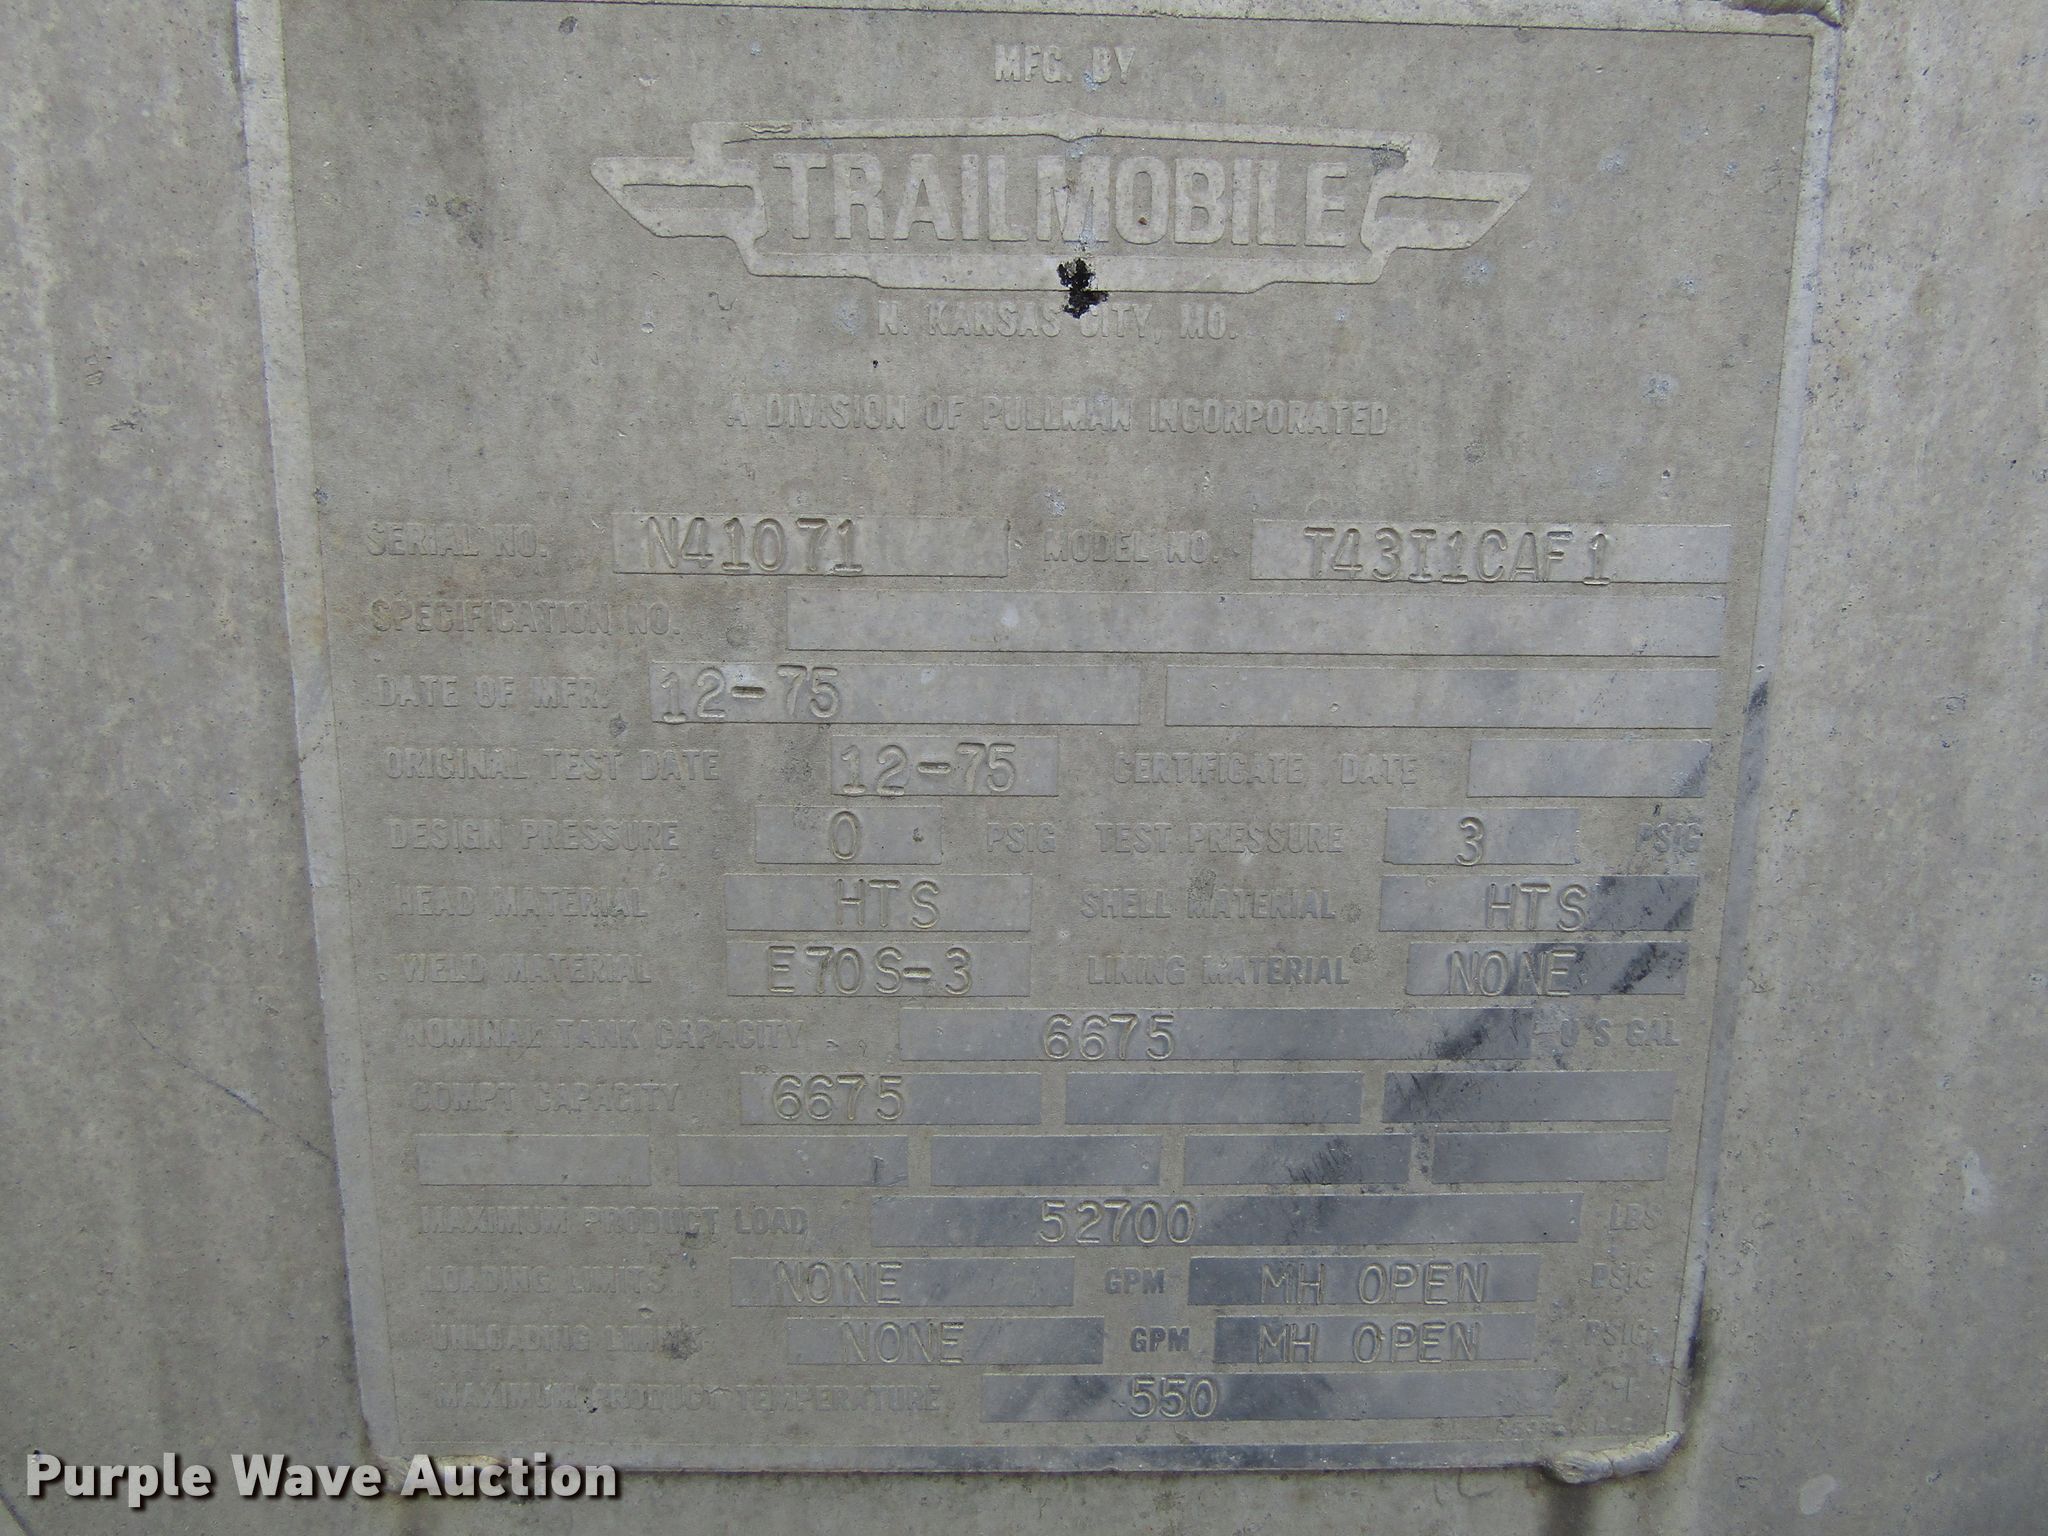 MFG. BY
TRAILMOBILE
N. KANSAS CITY, MO.
A DIVISION OF PULLMAN INCORPORATED
SERIAL NO. N41071 MODEL NO. T43I1CAF1
SPECIFICATION NO.
DATE OF MFR. 12-75
ORIGINAL TEST DATE 12-75 CERTIFICATE DATE
DESIGN PRESSURE 0 PSIG TEST PRESSURE 3 PSIG
HEAD MATERIAL HTS SHELL MATERIAL HTS
WELD MATERIAL E70S-3 LINING MATERIAL NONE
NOMINAL TANK CAPACITY 6675 U S GAL
COMPT CAPACITY 6675
MAXIMUM PRODUCT LOAD 52700 LBS
LOADING LIMITS NONE GPM MH OPEN PSIG
UNLOADING LIMITS NONE GPM MH OPEN PSIG
MAXIMUM PRODUCT TEMPERATURE 550 °F
Purple Wave Auction